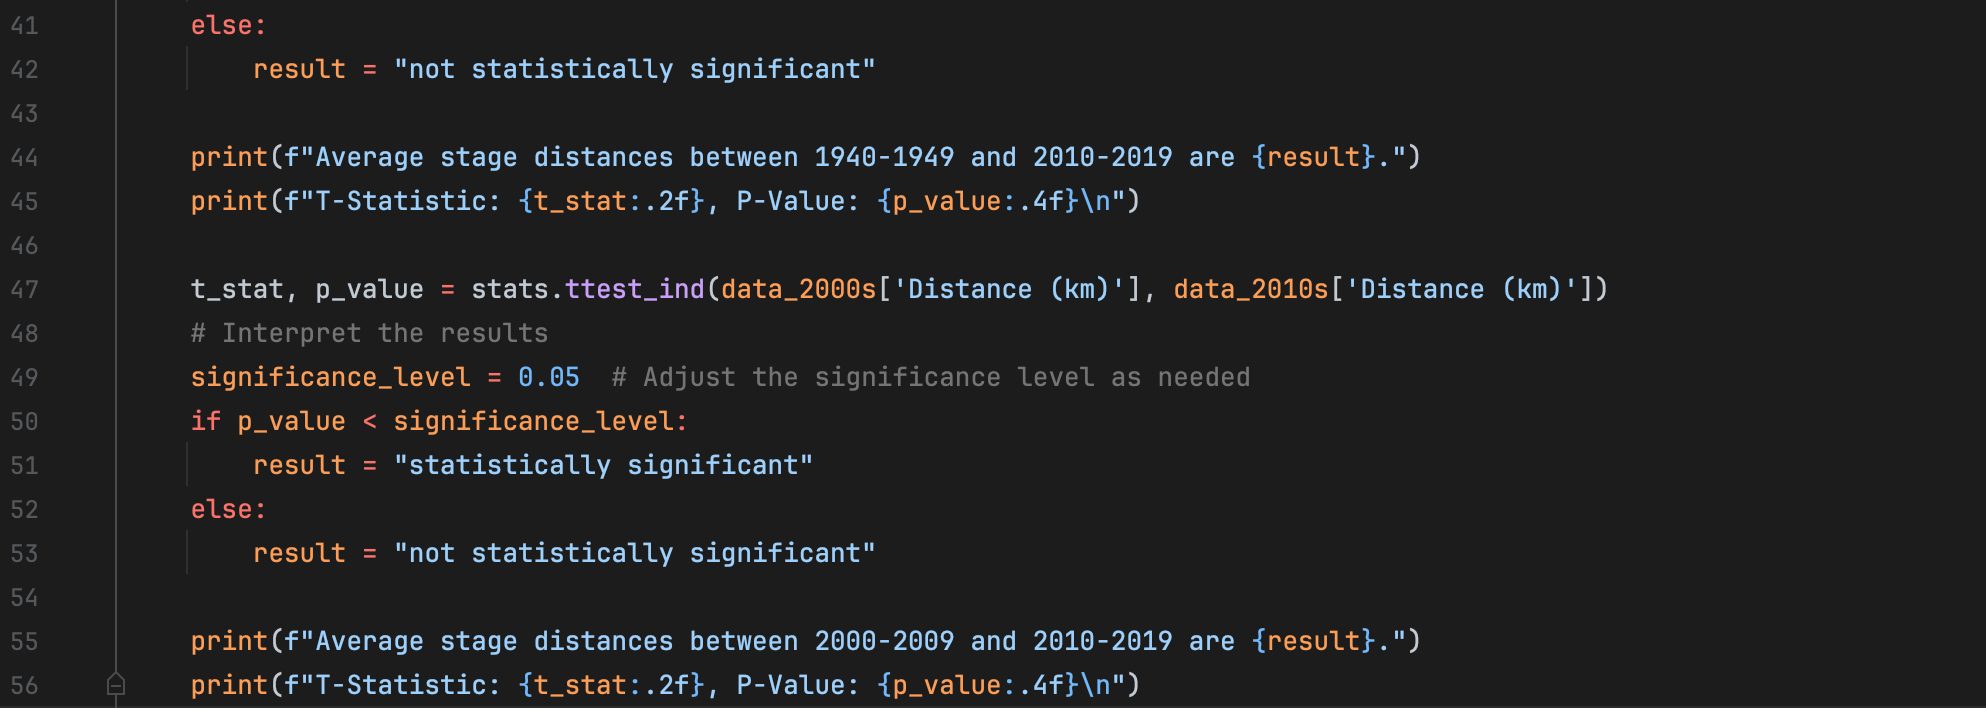 41 else:
42 result = "not statistically significant"
43
44 print(f"Average stage distances between 1940-1949 and 2010-2019 are {result}.")
45 print(f"T-Statistic: {t_stat:.2f}, P-Value: {p_value:.4f}\n")
46
47 t_stat, p_value = stats.ttest_ind(data_2000s['Distance (km)'], data_2010s['Distance (km)'])
48 # Interpret the results
49 significance_level = 0.05  # Adjust the significance level as needed
50 if p_value < significance_level:
51 result = "statistically significant"
52 else:
53 result = "not statistically significant"
54
55 print(f"Average stage distances between 2000-2009 and 2010-2019 are {result}.")
56 print(f"T-Statistic: {t_stat:.2f}, P-Value: {p_value:.4f}\n")